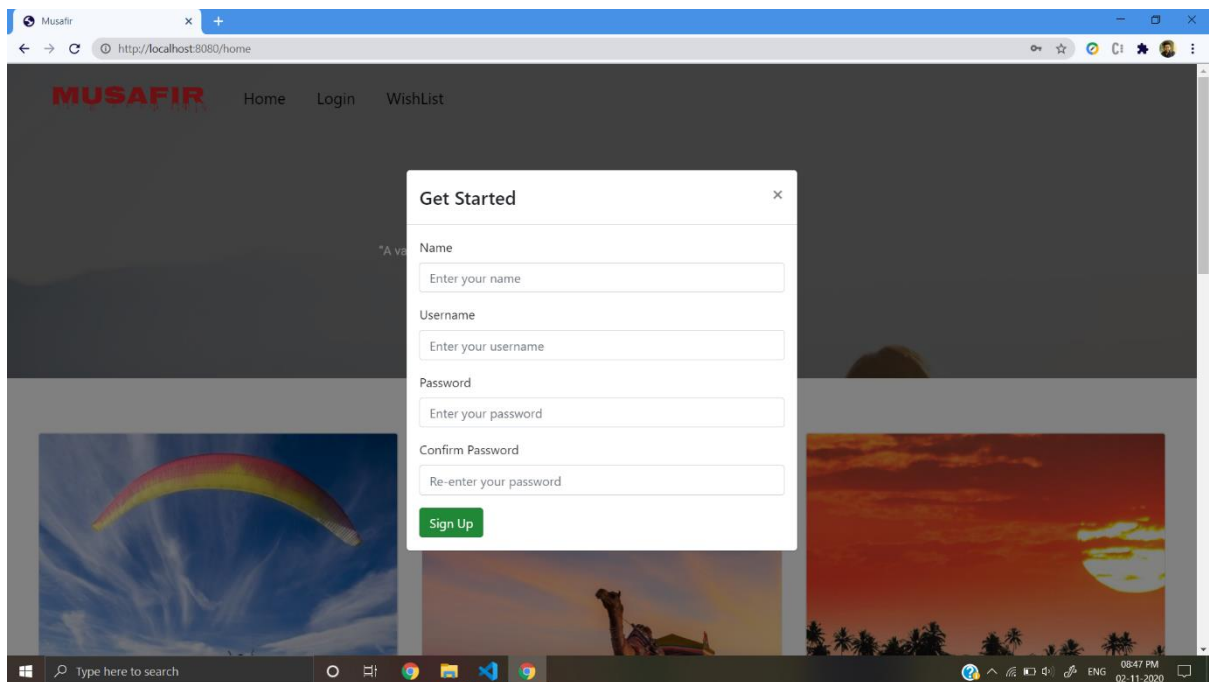 Musafir
http://localhost:8080/home
MUSAFIR Home Login WishList
Get Started
"A va
Name
Enter your name
Username
Enter your username
Password
Enter your password
Confirm Password
Re-enter your password
Sign Up
Type here to search
ENG
08:47 PM
02-11-2020